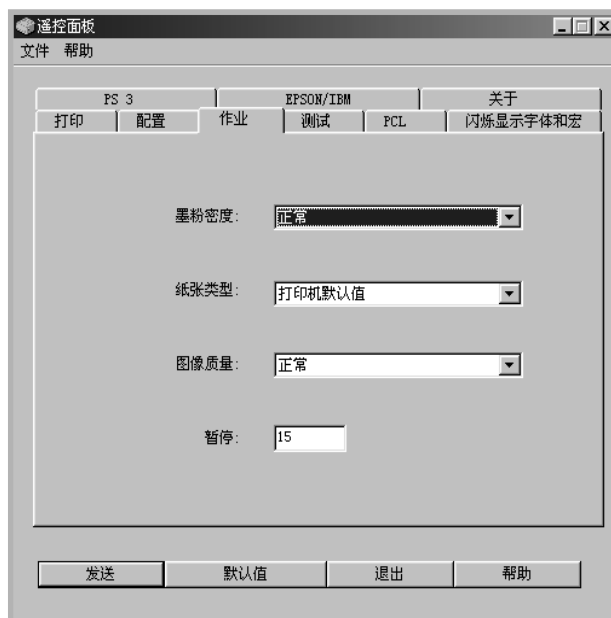 遥控面板
文件 帮助
PS 3 EPSON/IBM 关于
打印 配置 作业 测试 PCL 闪烁显示字体和宏
墨粉密度: 正常
纸张类型: 打印机默认值
图像质量: 正常
暂停: 15
发送 默认值 退出 帮助